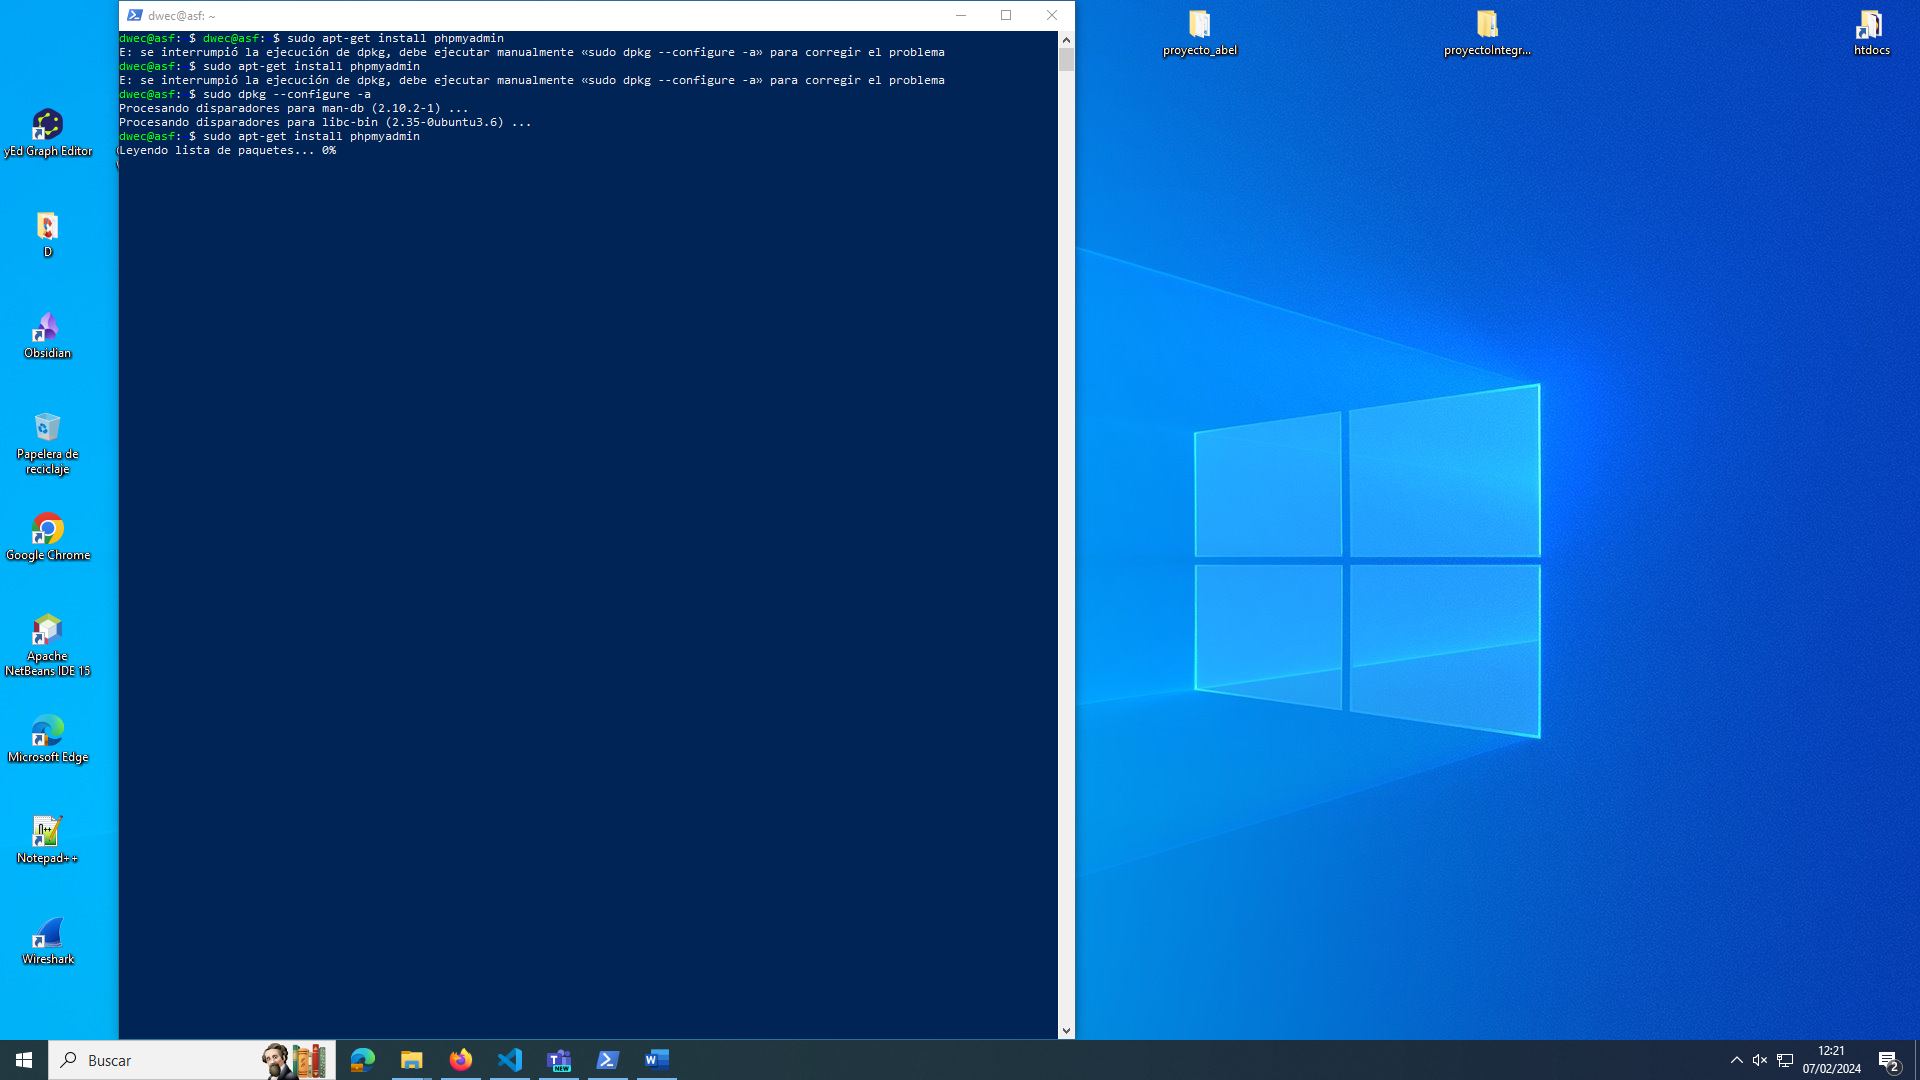 dwec@asf: ~
dwec@asf: $ dwec@asf: $ sudo apt-get install phpmyadmin
E: se interrumpió la ejecución de dpkg, debe ejecutar manualmente «sudo dpkg --configure -a» para corregir el problema
dwec@asf: $ sudo apt-get install phpmyadmin
E: se interrumpió la ejecución de dpkg, debe ejecutar manualmente «sudo dpkg --configure -a» para corregir el problema
dwec@asf: $ sudo dpkg --configure -a
Procesando disparadores para man-db (2.10.2-1) ...
Procesando disparadores para libc-bin (2.35-0ubuntu3.6) ...
dwec@asf: $ sudo apt-get install phpmyadmin
Leyendo lista de paquetes... 0%
proyecto_abel
proyectoIntegr...
htdocs
yEd Graph Editor
D
Obsidian
Papelera de
reciclaje
Google Chrome
Apache
NetBeans IDE 15
Microsoft Edge
Notepad++
Wireshark
Buscar
NEW
12:21
07/02/2024
2